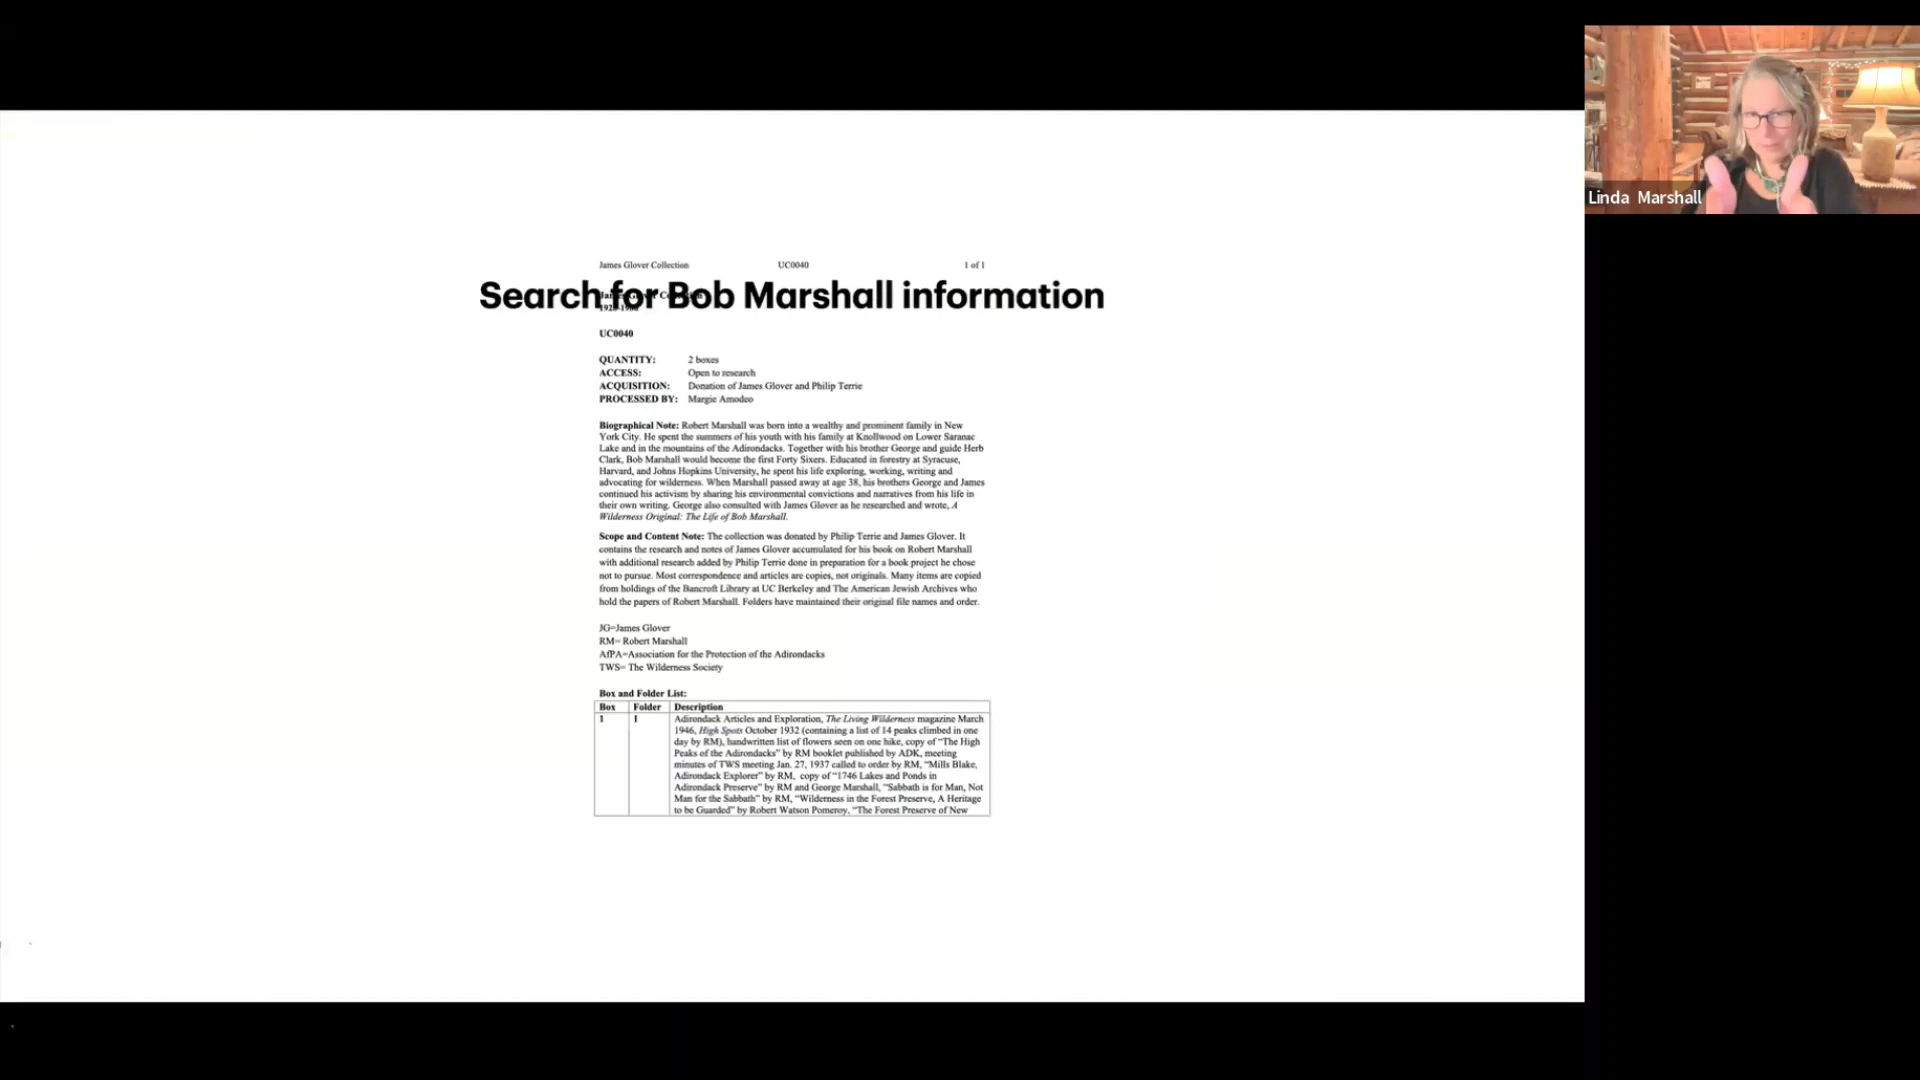 James Glover Collection UC0040 1 of 1
Search for Bob Marshall information
UC0040
QUANTITY: 2 boxes
ACCESS: Open to research
ACQUISITION: Donation of James Glover and Philip Terrie
PROCESSED BY: Margie Amodeo
Biographical Note: Robert Marshall was born into a wealthy and prominent family in New
York City. He spent the summers of his youth with his family at Knollwood on Lower Saranac
Lake and in the mountains of the Adirondacks. Together with his brother George and guide Herb
Clark, Bob Marshall would become the first Forty Sixers. Educated in forestry at Syracuse,
Harvard, and Johns Hopkins University, he spent his life exploring, working, writing and
advocating for wilderness. When Marshall passed away at age 38, his brothers George and James
continued his activism by sharing his environmental convictions and narratives from his life in
their own writing. George also consulted with James Glover as he researched and wrote, A
Wilderness Original: The Life of Bob Marshall.
Scope and Content Note: The collection was donated by Philip Terrie and James Glover. It
contains the research and notes of James Glover accumulated for his book on Robert Marshall
with additional research added by Philip Terrie done in preparation for a book project he chose
not to pursue. Most correspondence and articles are copies, not originals. Many items are copied
from holdings of the Bancroft Library at UC Berkeley and The American Jewish Archives who
hold the papers of Robert Marshall. Folders have maintained their original file names and order.
JG=James Glover
RM= Robert Marshall
AfPA=Association for the Protection of the Adirondacks
TWS= The Wilderness Society
Box and Folder List:
Box Folder Description
1 1 Adirondack Articles and Exploration, The Living Wilderness magazine March
1946, High Spots October 1932 (containing a list of 14 peaks climbed in one
day by RM), handwritten list of flowers seen on one hike, copy of “The High
Peaks of the Adirondacks” by RM booklet published by ADK, meeting
minutes of TWS meeting Jan. 27, 1937 called to order by RM, “Mills Blake,
Adirondack Explorer” by RM, copy of “1746 Lakes and Ponds in
Adirondack Preserve” by RM and George Marshall, “Sabbath is for Man, Not
Man for the Sabbath” by RM, “Wilderness in the Forest Preserve, A Heritage
to be Guarded” by Robert Watson Pomeroy, “The Forest Preserve of New
Linda Marshall